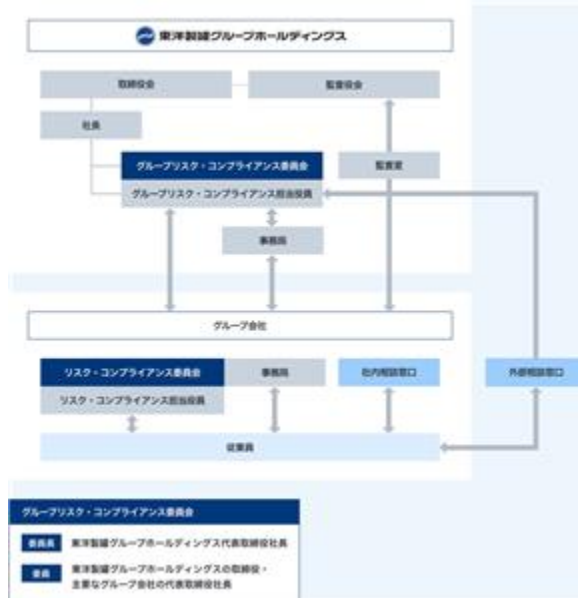 東洋製罐グループホールディングス
取締役会
監査役会
社長
グループリスク・コンプライアンス委員会
監査室
グループリスク・コンプライアンス担当役員
事務局
グループ会社
リスク・コンプライアンス委員会
事務局
社内相談窓口
外部相談窓口
リスク・コンプライアンス担当役員
従業員
グループリスク・コンプライアンス委員会
委員長
東洋製罐グループホールディングス代表取締役社長
委員
東洋製罐グループホールディングスの取締役・
主要なグループ会社の代表取締役社長